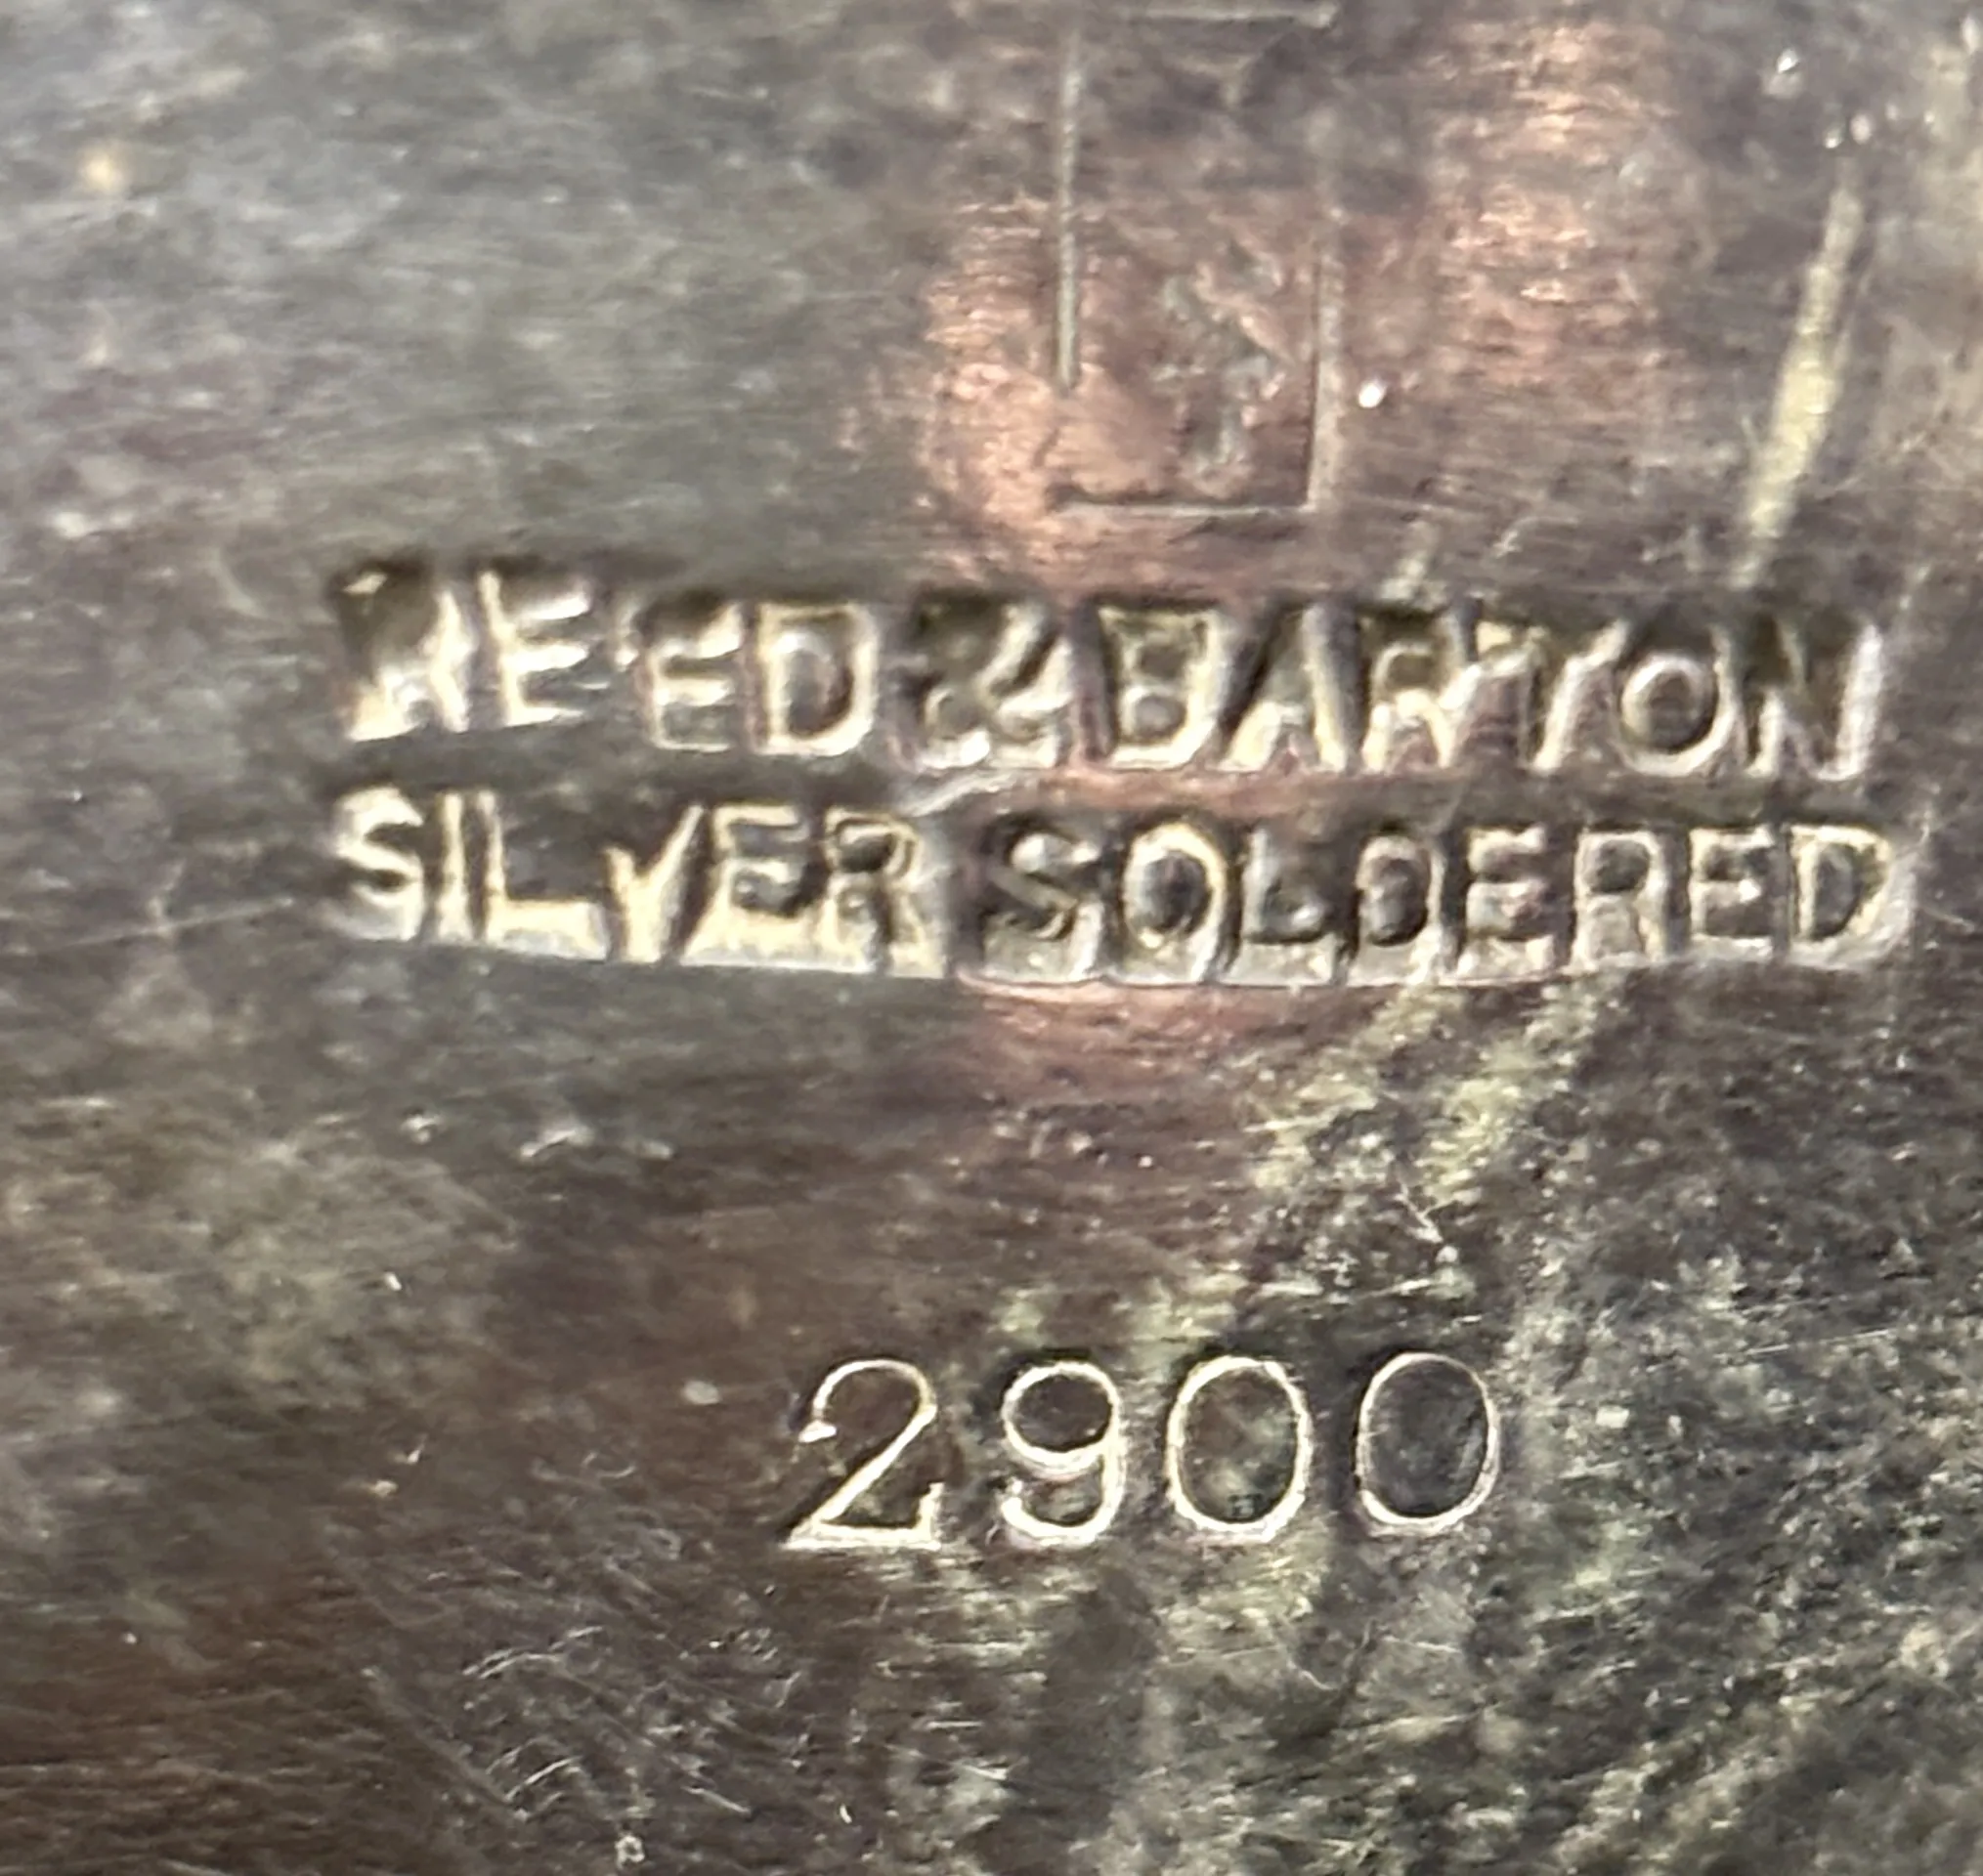 REED & BARTON
SILVER SOLDERED
2900